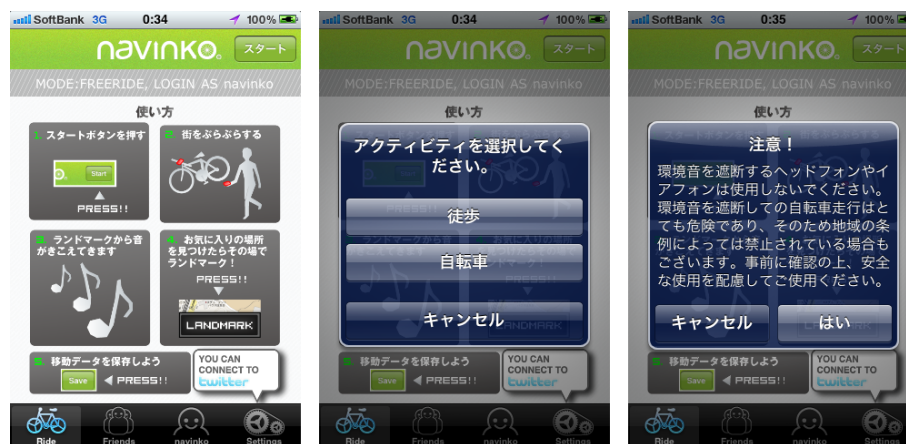 SoftBank 3G 0:34 100%
navinko スタート
MODE:FREERIDE, LOGIN AS navinko
使い方
1. スタートボタンを押す
Start
PRESS!!
2. 街をぶらぶらする
3. ランドマークから音
がきこえてきます
4. お気に入りの場所
を見つけたらその場で
ランドマーク！
PRESS!!
LANDMARK
5. 移動データを保存しよう
Save PRESS!!
YOU CAN
CONNECT TO
twitter
Ride Friends navinko Settings
SoftBank 3G 0:34 100%
navinko スタート
MODE:FREERIDE, LOGIN AS navinko
使い方
アクティビティを選択してく
ださい。
徒歩
自転車
キャンセル
LANDMARK
5. 移動データを保存しよう
Save PRESS!!
YOU CAN
CONNECT TO
twitter
Ride Friends navinko Settings
SoftBank 3G 0:35 100%
navinko スタート
MODE:FREERIDE, LOGIN AS navinko
使い方
注意！
環境音を遮断するヘッドフォンやイ
アフォンは使用しないでください。
環境音を遮断しての自転車走行はと
ても危険であり、そのため地域の条
例によっては禁止されている場合も
ございます。事前に確認の上、安全
な使用を配慮してご使用ください。
キャンセル はい
5. 移動データを保存しよう
Save PRESS!!
YOU CAN
CONNECT TO
twitter
Ride Friends navinko Settings